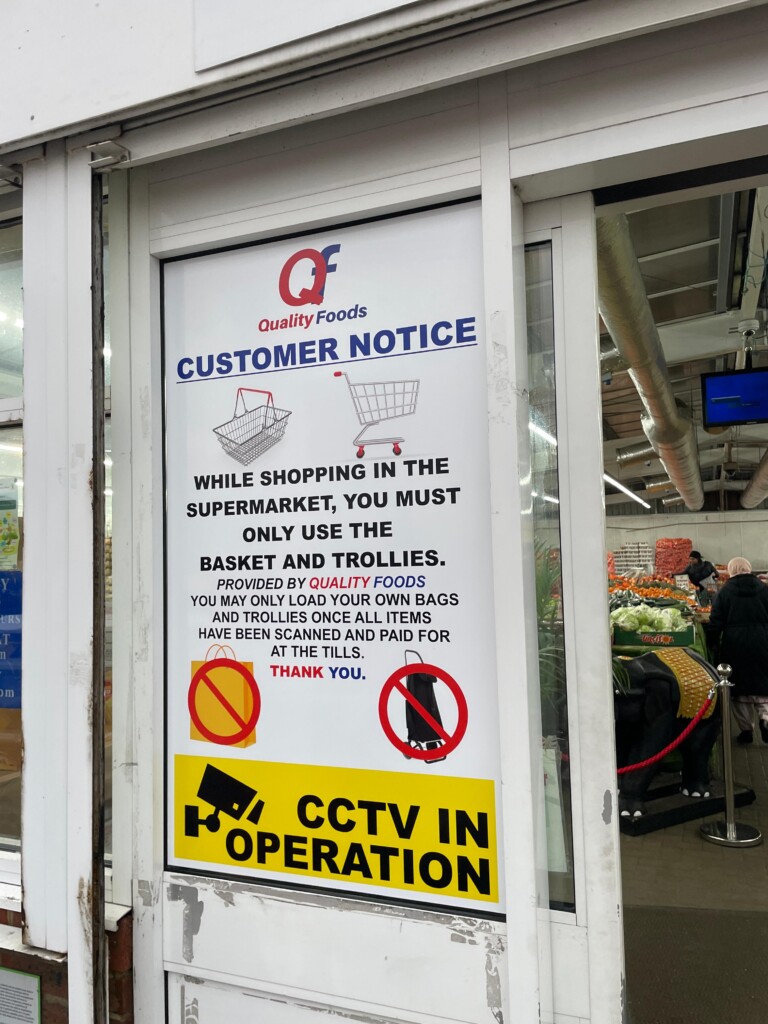 Qf
Quality Foods
CUSTOMER NOTICE
WHILE SHOPPING IN THE
SUPERMARKET, YOU MUST
ONLY USE THE
BASKET AND TROLLIES.
PROVIDED BY QUALITY FOODS
YOU MAY ONLY LOAD YOUR OWN BAGS
AND TROLLIES ONCE ALL ITEMS
HAVE BEEN SCANNED AND PAID FOR
AT THE TILLS.
THANK YOU.
CCTV IN
OPERATION